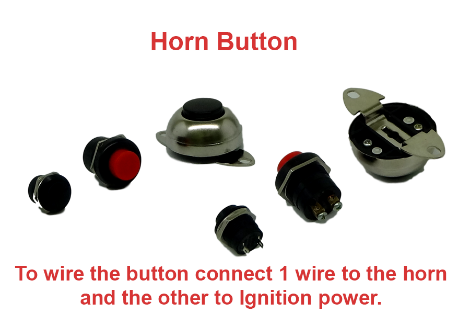 Horn Button
To wire the button connect 1 wire to the horn
and the other to Ignition power.